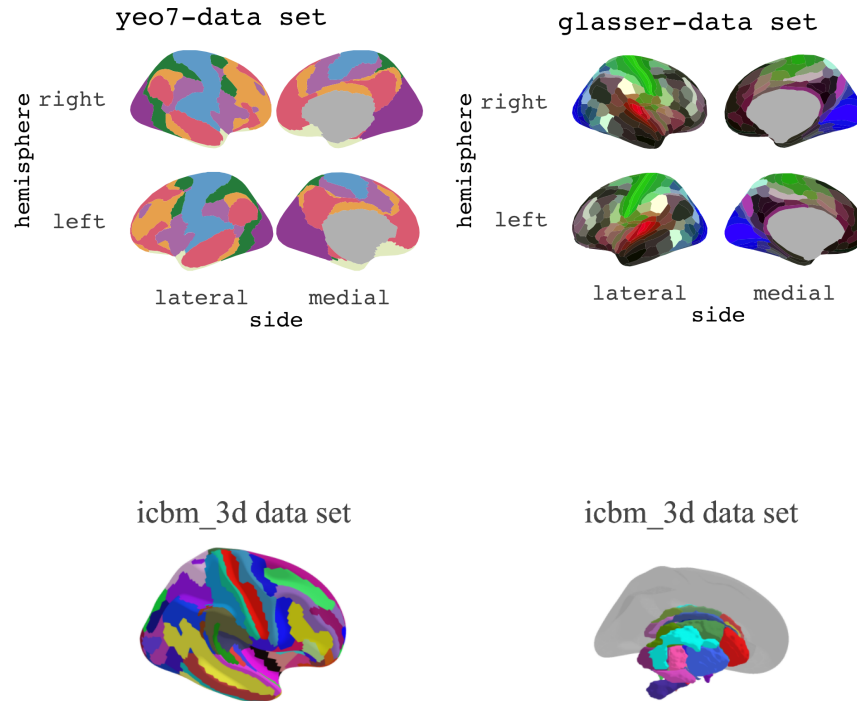 yeo7-data set
hemisphere
right
left
lateral medial
side
glasser-data set
hemisphere
right
left
lateral medial
side
icbm_3d data set
icbm_3d data set